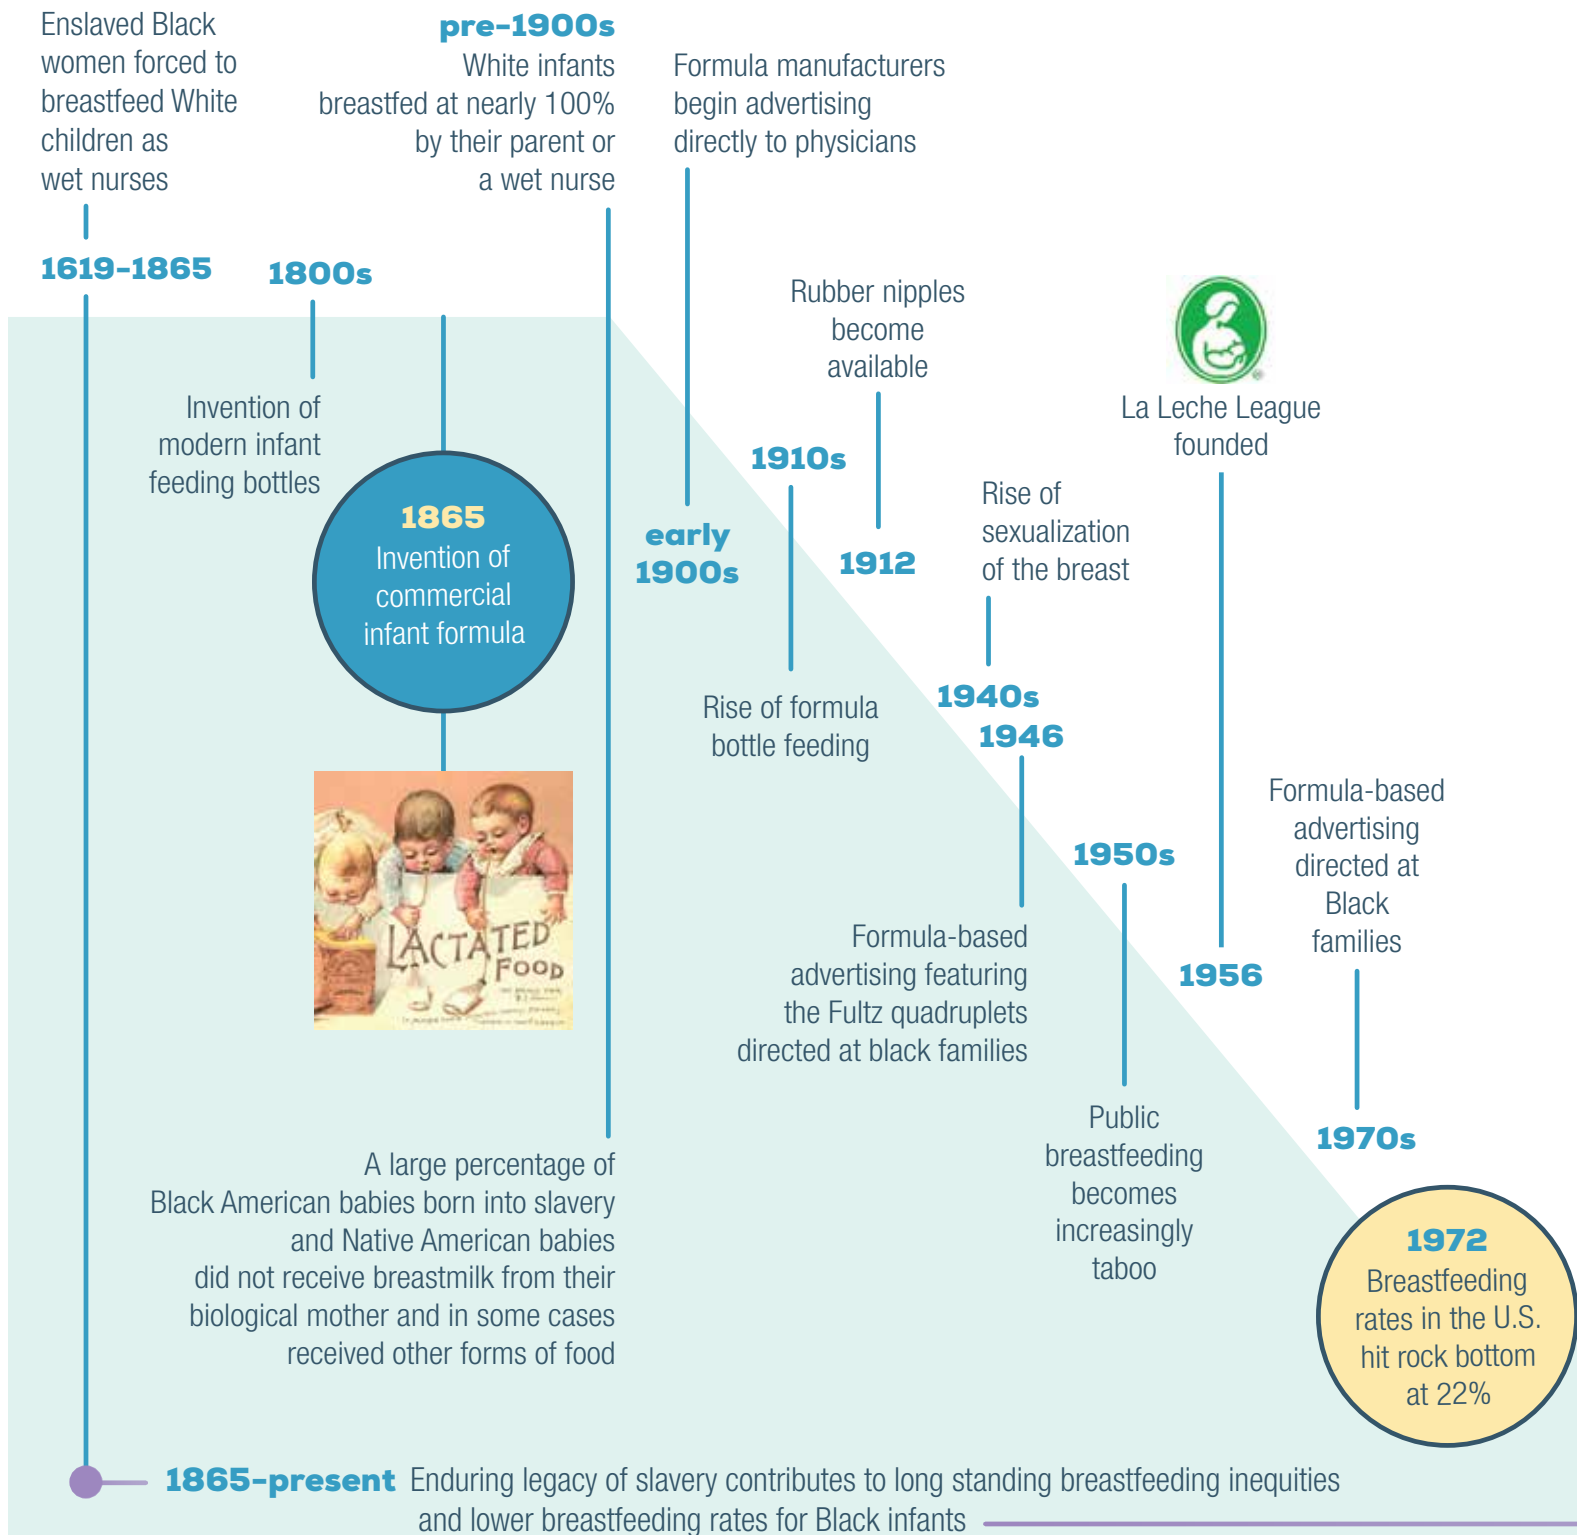 Enslaved Black
women forced to
breastfeed White
children as
wet nurses
1619-1865
1800s
Invention of
modern infant
feeding bottles
1865
Invention of
commercial
infant formula
LACTATED
FOOD
pre-1900s
White infants
breastfed at nearly 100%
by their parent or
a wet nurse
A large percentage of
Black American babies born into slavery
and Native American babies
did not receive breastmilk from their
biological mother and in some cases
received other forms of food
Formula manufacturers
begin advertising
directly to physicians
early
1900s
1910s
Rise of formula
bottle feeding
Rubber nipples
become
available
1912
Rise of
sexualization
of the breast
1940s
1946
Formula-based
advertising featuring
the Fultz quadruplets
directed at black families
1950s
Public
breastfeeding
becomes
increasingly
taboo
®
La Leche League
founded
1956
Formula-based
advertising
directed at
Black
families
1970s
1972
Breastfeeding
rates in the U.S.
hit rock bottom
at 22%
1865-present Enduring legacy of slavery contributes to long standing breastfeeding inequities
and lower breastfeeding rates for Black infants